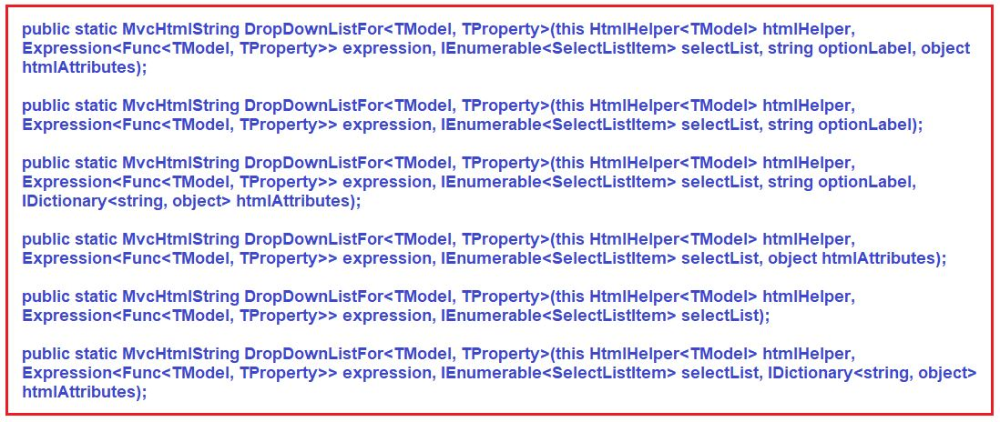 public static MvcHtmlString DropDownListFor<TModel, TProperty>(this HtmlHelper<TModel> htmlHelper,
Expression<Func<TModel, TProperty>> expression, IEnumerable<SelectListItem> selectList, string optionLabel, object
htmlAttributes);
public static MvcHtmlString DropDownListFor<TModel, TProperty>(this HtmlHelper<TModel> htmlHelper,
Expression<Func<TModel, TProperty>> expression, IEnumerable<SelectListItem> selectList, string optionLabel);
public static MvcHtmlString DropDownListFor<TModel, TProperty>(this HtmlHelper<TModel> htmlHelper,
Expression<Func<TModel, TProperty>> expression, IEnumerable<SelectListItem> selectList, string optionLabel,
IDictionary<string, object> htmlAttributes);
public static MvcHtmlString DropDownListFor<TModel, TProperty>(this HtmlHelper<TModel> htmlHelper,
Expression<Func<TModel, TProperty>> expression, IEnumerable<SelectListItem> selectList, object htmlAttributes);
public static MvcHtmlString DropDownListFor<TModel, TProperty>(this HtmlHelper<TModel> htmlHelper,
Expression<Func<TModel, TProperty>> expression, IEnumerable<SelectListItem> selectList);
public static MvcHtmlString DropDownListFor<TModel, TProperty>(this HtmlHelper<TModel> htmlHelper,
Expression<Func<TModel, TProperty>> expression, IEnumerable<SelectListItem> selectList, IDictionary<string, object>
htmlAttributes);